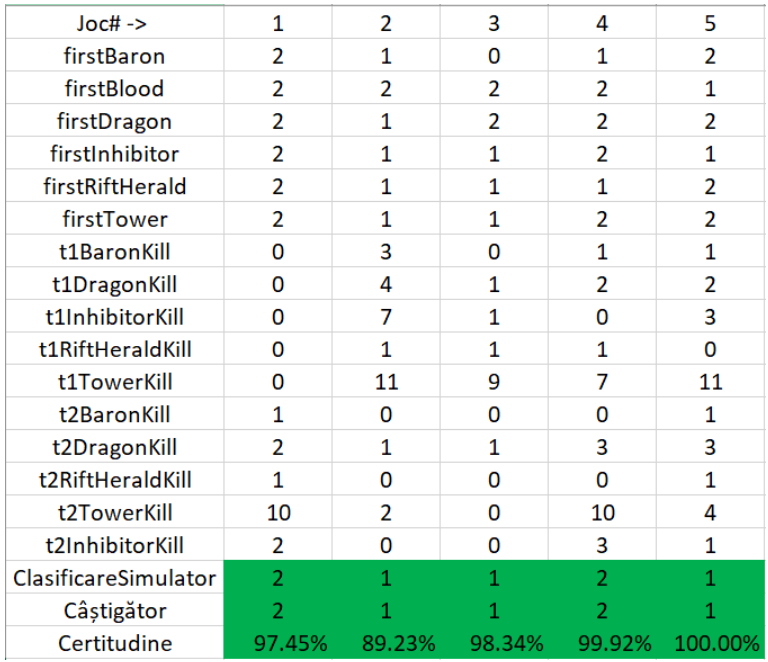 Joc# -> 1 2 3 4 5
firstBaron 2 1 0 1 2
firstBlood 2 2 2 2 1
firstDragon 2 1 2 2 2
firstInhibitor 2 1 1 2 1
firstRiftHerald 2 1 1 1 2
firstTower 2 1 1 2 2
t1BaronKill 0 3 0 1 1
t1DragonKill 0 4 1 2 2
t1InhibitorKill 0 7 1 0 3
t1RiftHeraldKill 0 1 1 1 0
t1TowerKill 0 11 9 7 11
t2BaronKill 1 0 0 0 1
t2DragonKill 2 1 1 3 3
t2RiftHeraldKill 1 0 0 0 1
t2TowerKill 10 2 0 10 4
t2InhibitorKill 2 0 0 3 1
ClasificareSimulator 2 1 1 2 1
Câștigător 2 1 1 2 1
Certitudine 97.45% 89.23% 98.34% 99.92% 100.00%